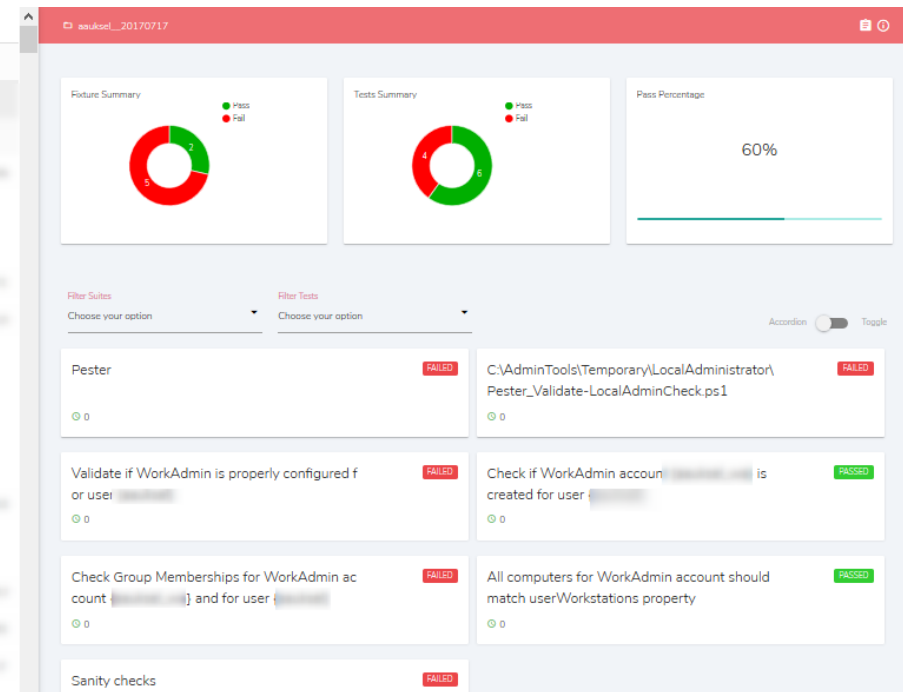 aauksel__20170717
Fixture Summary
Pass
Fail
2
5
Tests Summary
Pass
Fail
4
6
Pass Percentage
60%
Filter Suites
Choose your option
Filter Tests
Choose your option
Accordion
Toggle
Pester
FAILED
0
C:\AdminTools\Temporary\LocalAdministrator\
Pester_Validate-LocalAdminCheck.ps1
FAILED
0
Validate if WorkAdmin is properly configured f
or user
FAILED
0
Check if WorkAdmin account is
created for user
PASSED
0
Check Group Memberships for WorkAdmin ac
count } and for user
FAILED
0
All computers for WorkAdmin account should
match userWorkstations property
PASSED
0
Sanity checks
FAILED